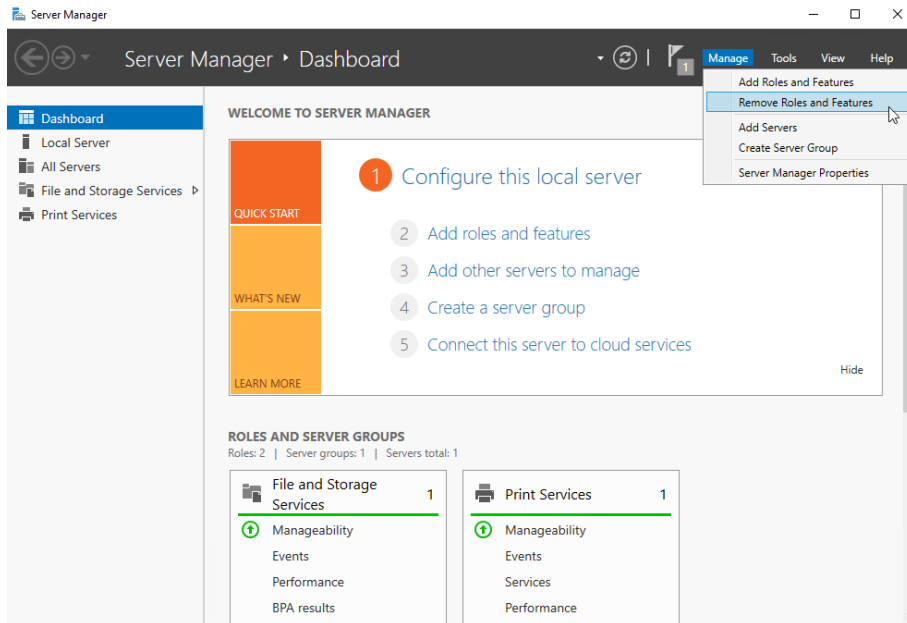 Server Manager
Server Manager ‣ Dashboard
1
Manage Tools View Help
Add Roles and Features
Remove Roles and Features
Add Servers
Create Server Group
Server Manager Properties
Dashboard
Local Server
All Servers
File and Storage Services
Print Services
WELCOME TO SERVER MANAGER
QUICK START
WHAT'S NEW
LEARN MORE
1 Configure this local server
2 Add roles and features
3 Add other servers to manage
4 Create a server group
5 Connect this server to cloud services
Hide
ROLES AND SERVER GROUPS
Roles: 2 | Server groups: 1 | Servers total: 1
File and Storage
Services 1
Manageability
Events
Performance
BPA results
Print Services 1
Manageability
Events
Services
Performance